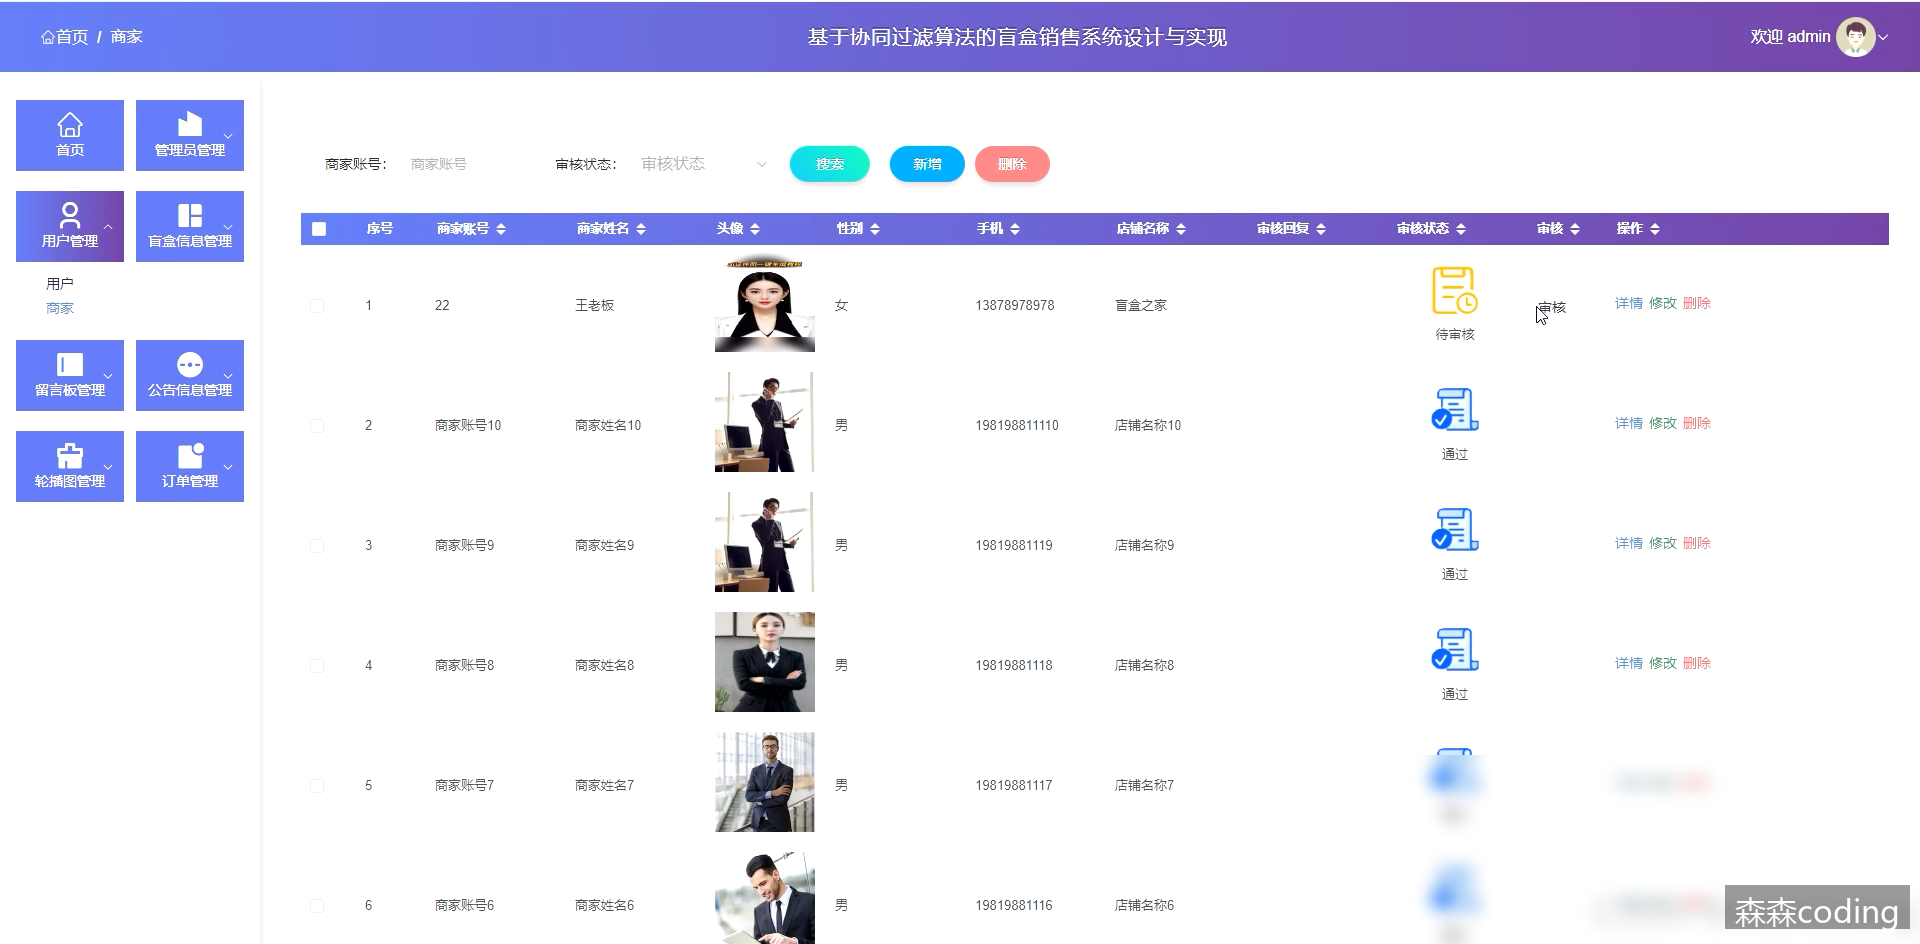 首页 / 商家
基于协同过滤算法的盲盒销售系统设计与实现
欢迎 admin
首页
管理员管理
用户管理
盲盒信息管理
用户
商家
留言板管理
公告信息管理
轮播图管理
订单管理
商家账号： 商家账号 审核状态： 审核状态 搜索 新增 删除
序号 商家账号 商家姓名 头像 性别 手机 店铺名称 审核回复 审核状态 审核 操作
1 22 王老板 女 13878978978 盲盒之家 待审核 审核 详情 修改 删除
2 商家账号10 商家姓名10 男 198198811110 店铺名称10 通过 详情 修改 删除
3 商家账号9 商家姓名9 男 19819881119 店铺名称9 通过 详情 修改 删除
4 商家账号8 商家姓名8 男 19819881118 店铺名称8 通过 详情 修改 删除
5 商家账号7 商家姓名7 男 19819881117 店铺名称7
6 商家账号6 商家姓名6 男 19819881116 店铺名称6
森森coding